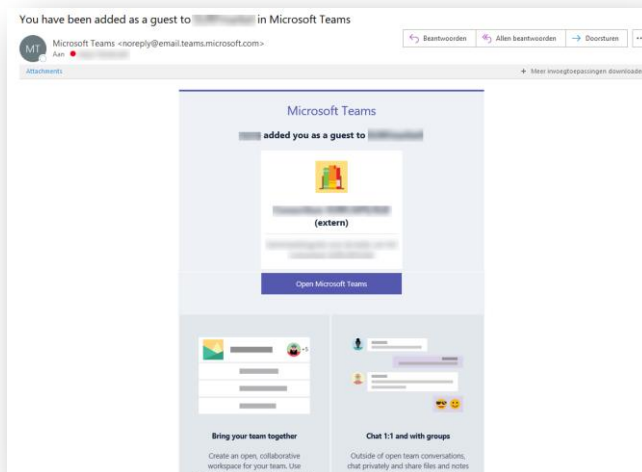 You have been added as a guest to in Microsoft Teams
MT
Microsoft Teams <noreply@email.teams.microsoft.com>
Aan
Beantwoorden
Allen beantwoorden
Doorsturen
Attachments
+ Meer invoegtoepassingen downloade
Microsoft Teams
added you as a guest to
(extern)
Open Microsoft Teams
+5
Bring your team together
Create an open, collaborative
workspace for your team. Use
Chat 1:1 and with groups
Outside of open team conversations,
chat privately and share files and notes